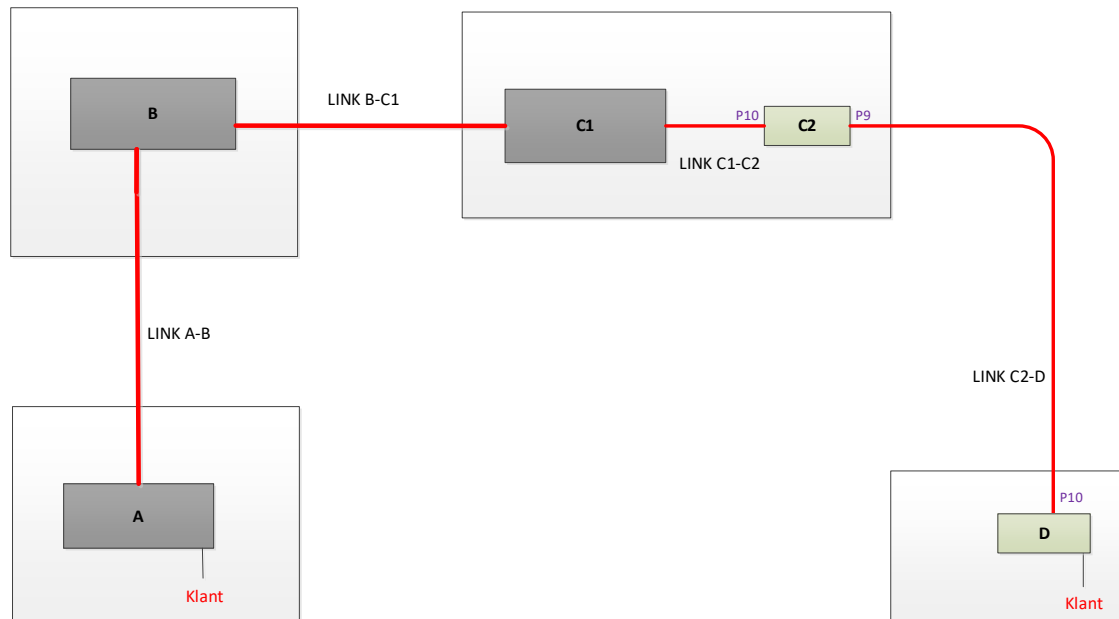 LINK B-C1
B
C1
P10
C2
P9
LINK C1-C2
LINK A-B
LINK C2-D
P10
A
D
Klant
Klant